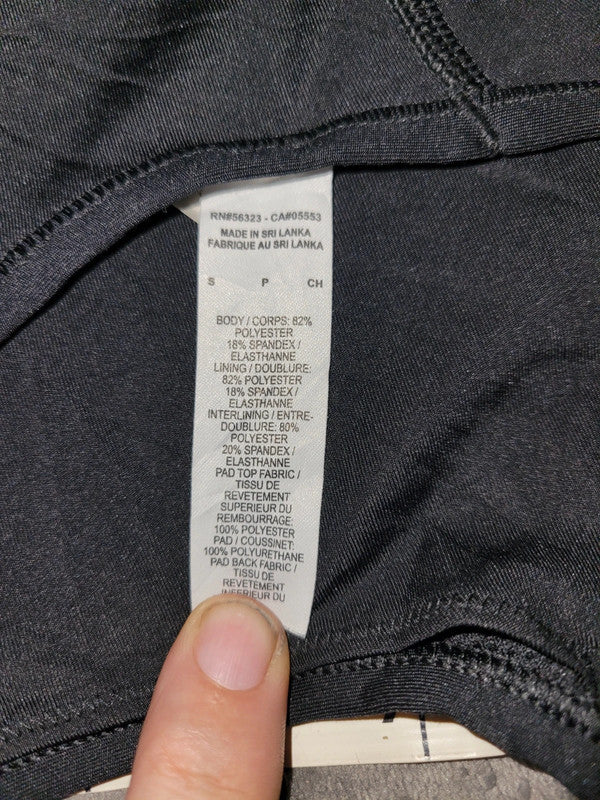 RN#56323 - CA#05553
MADE IN SRI LANKA
FABRIQUE AU SRI LANKA
S P CH
BODY / CORPS: 82%
POLYESTER
18% SPANDEX /
ELASTHANNE
LINING / DOUBLURE:
82% POLYESTER
18% SPANDEX /
ELASTHANNE
INTERLINING / ENTRE-
DOUBLURE: 80%
POLYESTER
20% SPANDEX /
ELASTHANNE
PAD TOP FABRIC /
TISSU DE
REVETEMENT
SUPERIEUR DU
REMBOURRAGE:
100% POLYESTER
PAD / COUSSINET:
100% POLYURETHANE
PAD BACK FABRIC /
TISSU DE
REVETEMENT
INFERIEUR DU